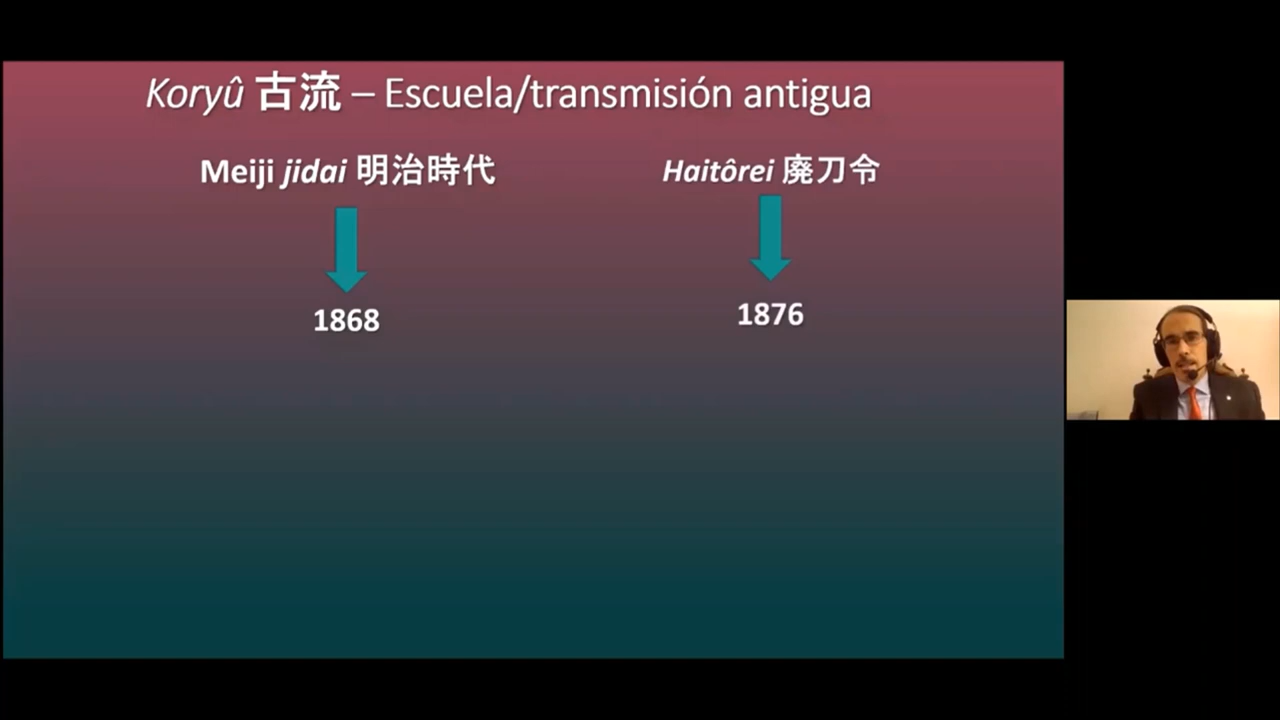 Koryû 古流 – Escuela/transmisión antigua
Meiji jidai 明治時代
Haitôrei 廃刀令
1868
1876